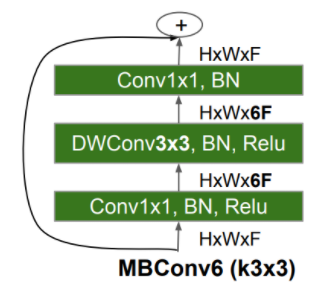 +
HxWxF
Conv1x1, BN
HxWx6F
DWConv3x3, BN, Relu
HxWx6F
Conv1x1, BN, Relu
HxWxF
MBConv6 (k3x3)